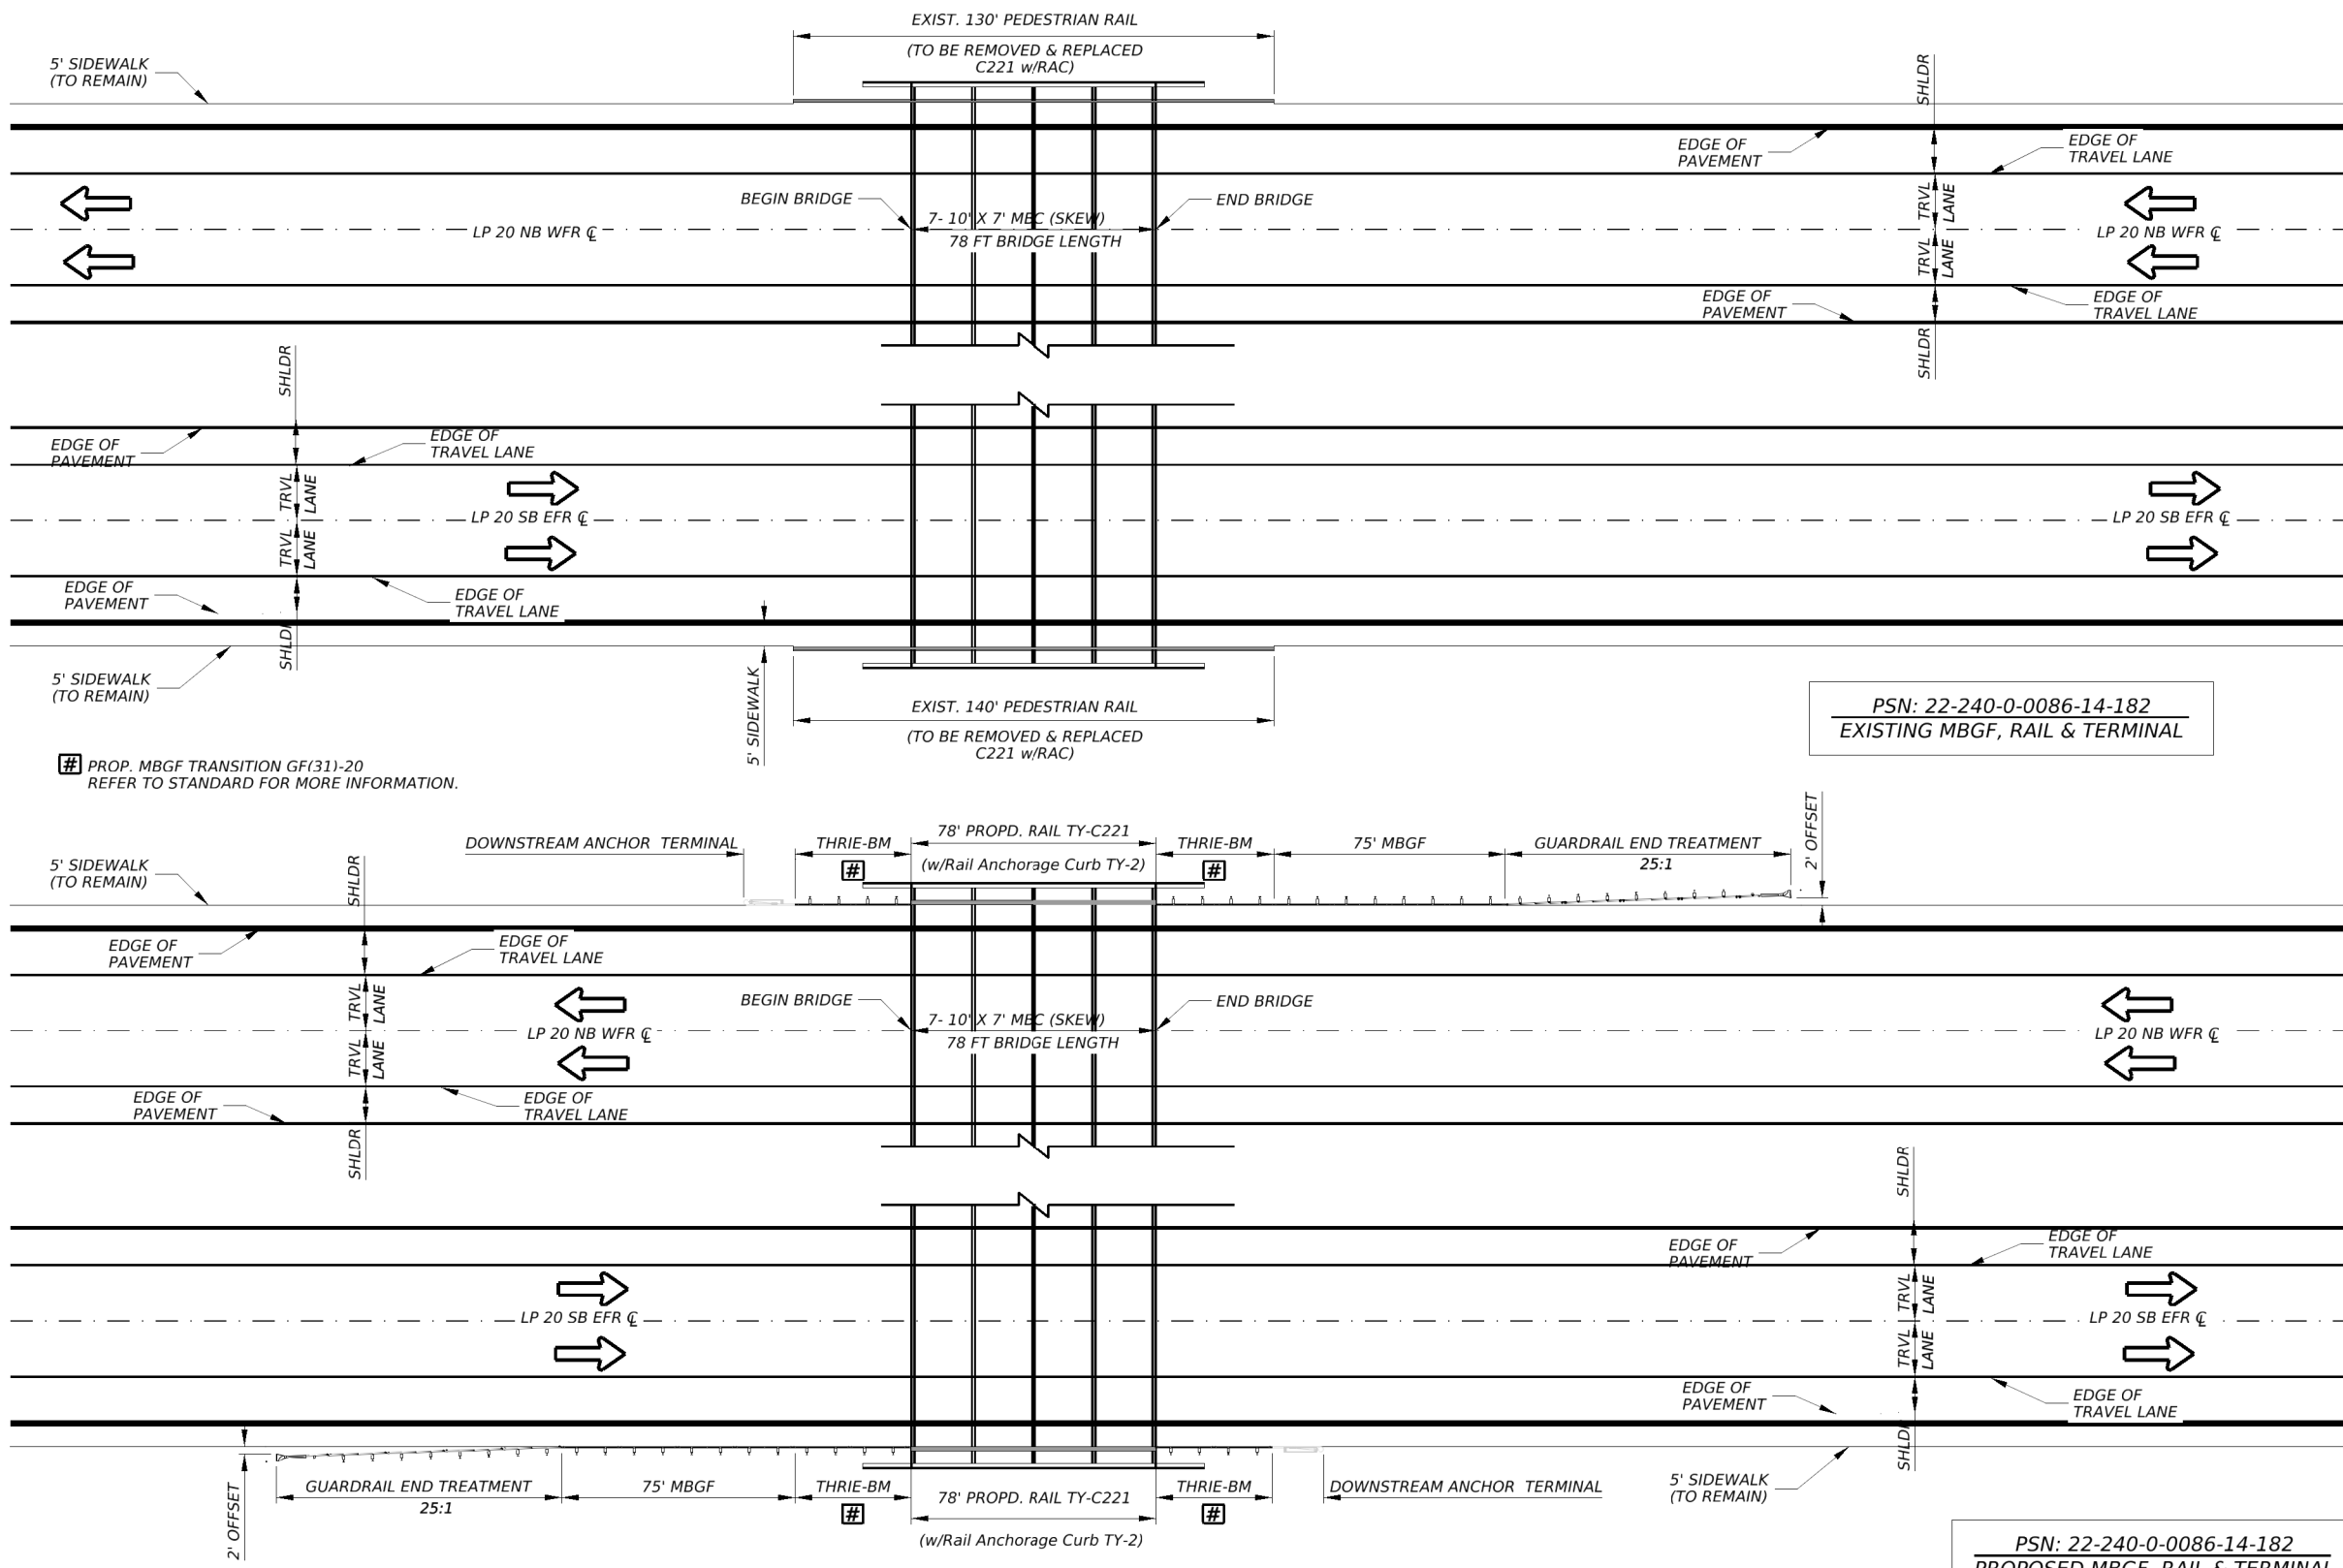 EXIST. 130' PEDESTRIAN RAIL
(TO BE REMOVED & REPLACED
C221 w/RAC)
5' SIDEWALK
(TO REMAIN)
SHLDR
EDGE OF
PAVEMENT
EDGE OF
TRAVEL LANE
BEGIN BRIDGE
END BRIDGE
7- 10' X 7' MBC (SKEW)
78 FT BRIDGE LENGTH
LP 20 NB WFR ℄
TRVL
LANE
TRVL
LANE
LP 20 NB WFR ℄
EDGE OF
PAVEMENT
EDGE OF
TRAVEL LANE
SHLDR
SHLDR
EDGE OF
PAVEMENT
EDGE OF
TRAVEL LANE
TRVL
LANE
TRVL
LANE
LP 20 SB EFR ℄
LP 20 SB EFR ℄
EDGE OF
PAVEMENT
EDGE OF
TRAVEL LANE
SHLDR
5' SIDEWALK
(TO REMAIN)
5' SIDEWALK
EXIST. 140' PEDESTRIAN RAIL
(TO BE REMOVED & REPLACED
C221 w/RAC)
PSN: 22-240-0-0086-14-182
EXISTING MBGF, RAIL & TERMINAL
# PROP. MBGF TRANSITION GF(31)-20
REFER TO STANDARD FOR MORE INFORMATION.
DOWNSTREAM ANCHOR TERMINAL
THRIE-BM
#
78' PROPD. RAIL TY-C221
(w/Rail Anchorage Curb TY-2)
THRIE-BM
#
75' MBGF
GUARDRAIL END TREATMENT
25:1
2' OFFSET
5' SIDEWALK
(TO REMAIN)
SHLDR
EDGE OF
PAVEMENT
EDGE OF
TRAVEL LANE
BEGIN BRIDGE
END BRIDGE
7- 10' X 7' MBC (SKEW)
78 FT BRIDGE LENGTH
TRVL
LANE
TRVL
LANE
LP 20 NB WFR ℄
LP 20 NB WFR ℄
EDGE OF
PAVEMENT
EDGE OF
TRAVEL LANE
SHLDR
SHLDR
EDGE OF
PAVEMENT
EDGE OF
TRAVEL LANE
LP 20 SB EFR ℄
TRVL
LANE
TRVL
LANE
LP 20 SB EFR ℄
EDGE OF
PAVEMENT
EDGE OF
TRAVEL LANE
SHLDR
2' OFFSET
GUARDRAIL END TREATMENT
25:1
75' MBGF
THRIE-BM
#
78' PROPD. RAIL TY-C221
(w/Rail Anchorage Curb TY-2)
THRIE-BM
#
DOWNSTREAM ANCHOR TERMINAL
5' SIDEWALK
(TO REMAIN)
PSN: 22-240-0-0086-14-182
PROPOSED MBGF, RAIL & TERMINAL